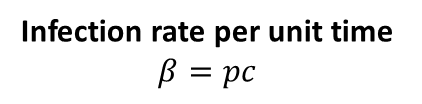 Infection rate per unit time
β = pc